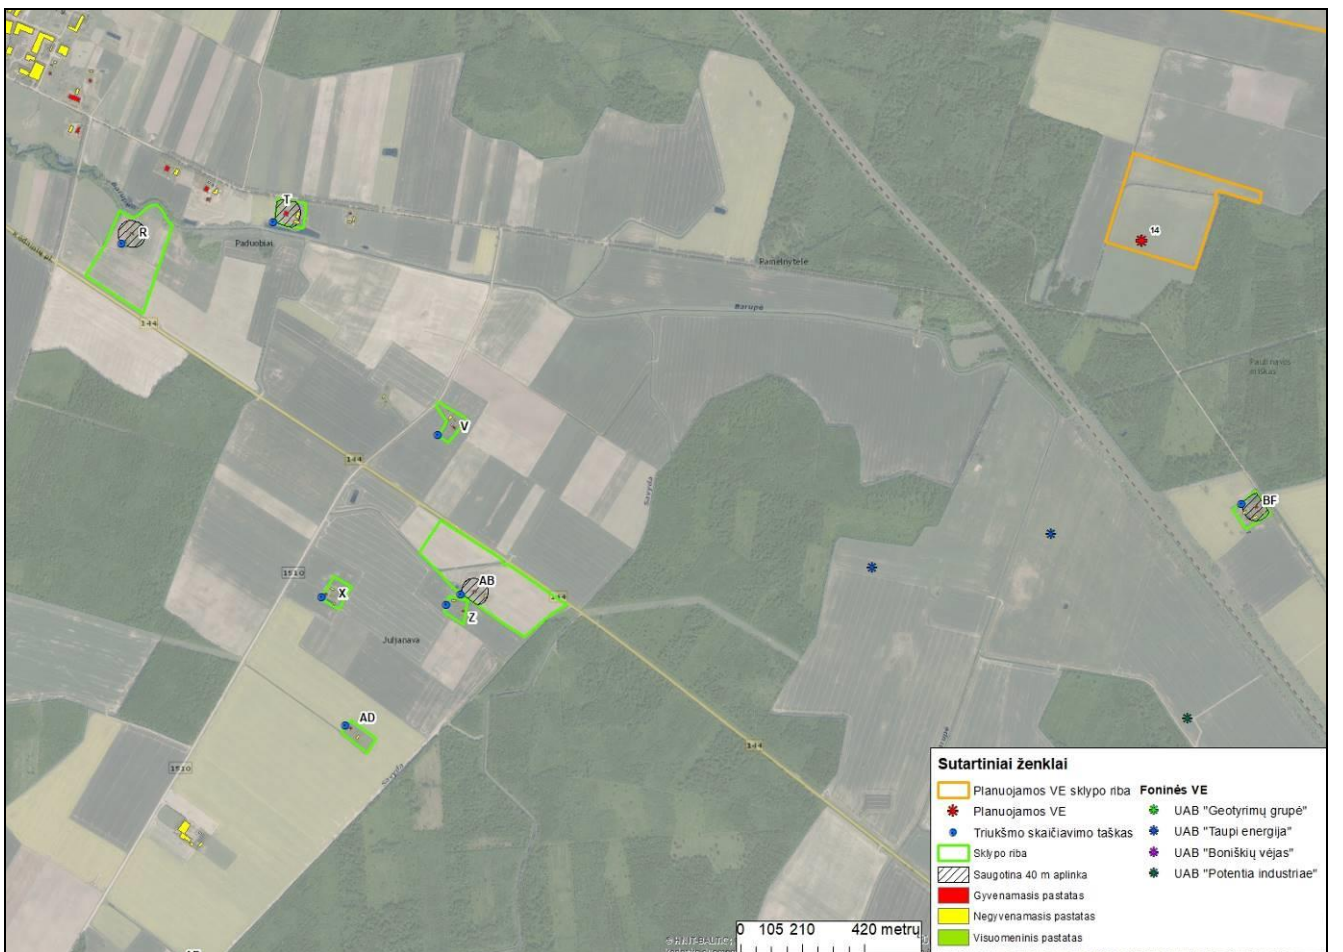 14
T
R
Paduobiai
Pamelnytėlė
144
Barupė
V
144
BF
1510
AB
X
144
Z
Juljanava
AD
1510
144
Sutartiniai ženklai
Planuojamos VE sklypo riba
Planuojamos VE
Triukšmo skaičiavimo taškas
Sklypo riba
Saugotina 40 m aplinka
Gyvenamasis pastatas
Negyvenamasis pastatas
Visuomeninis pastatas
Foninės VE
UAB "Geotyrimų grupė"
UAB "Taupi energija"
UAB "Boniškių vėjas"
UAB "Potentia industriae"
0 105 210 420 metrų